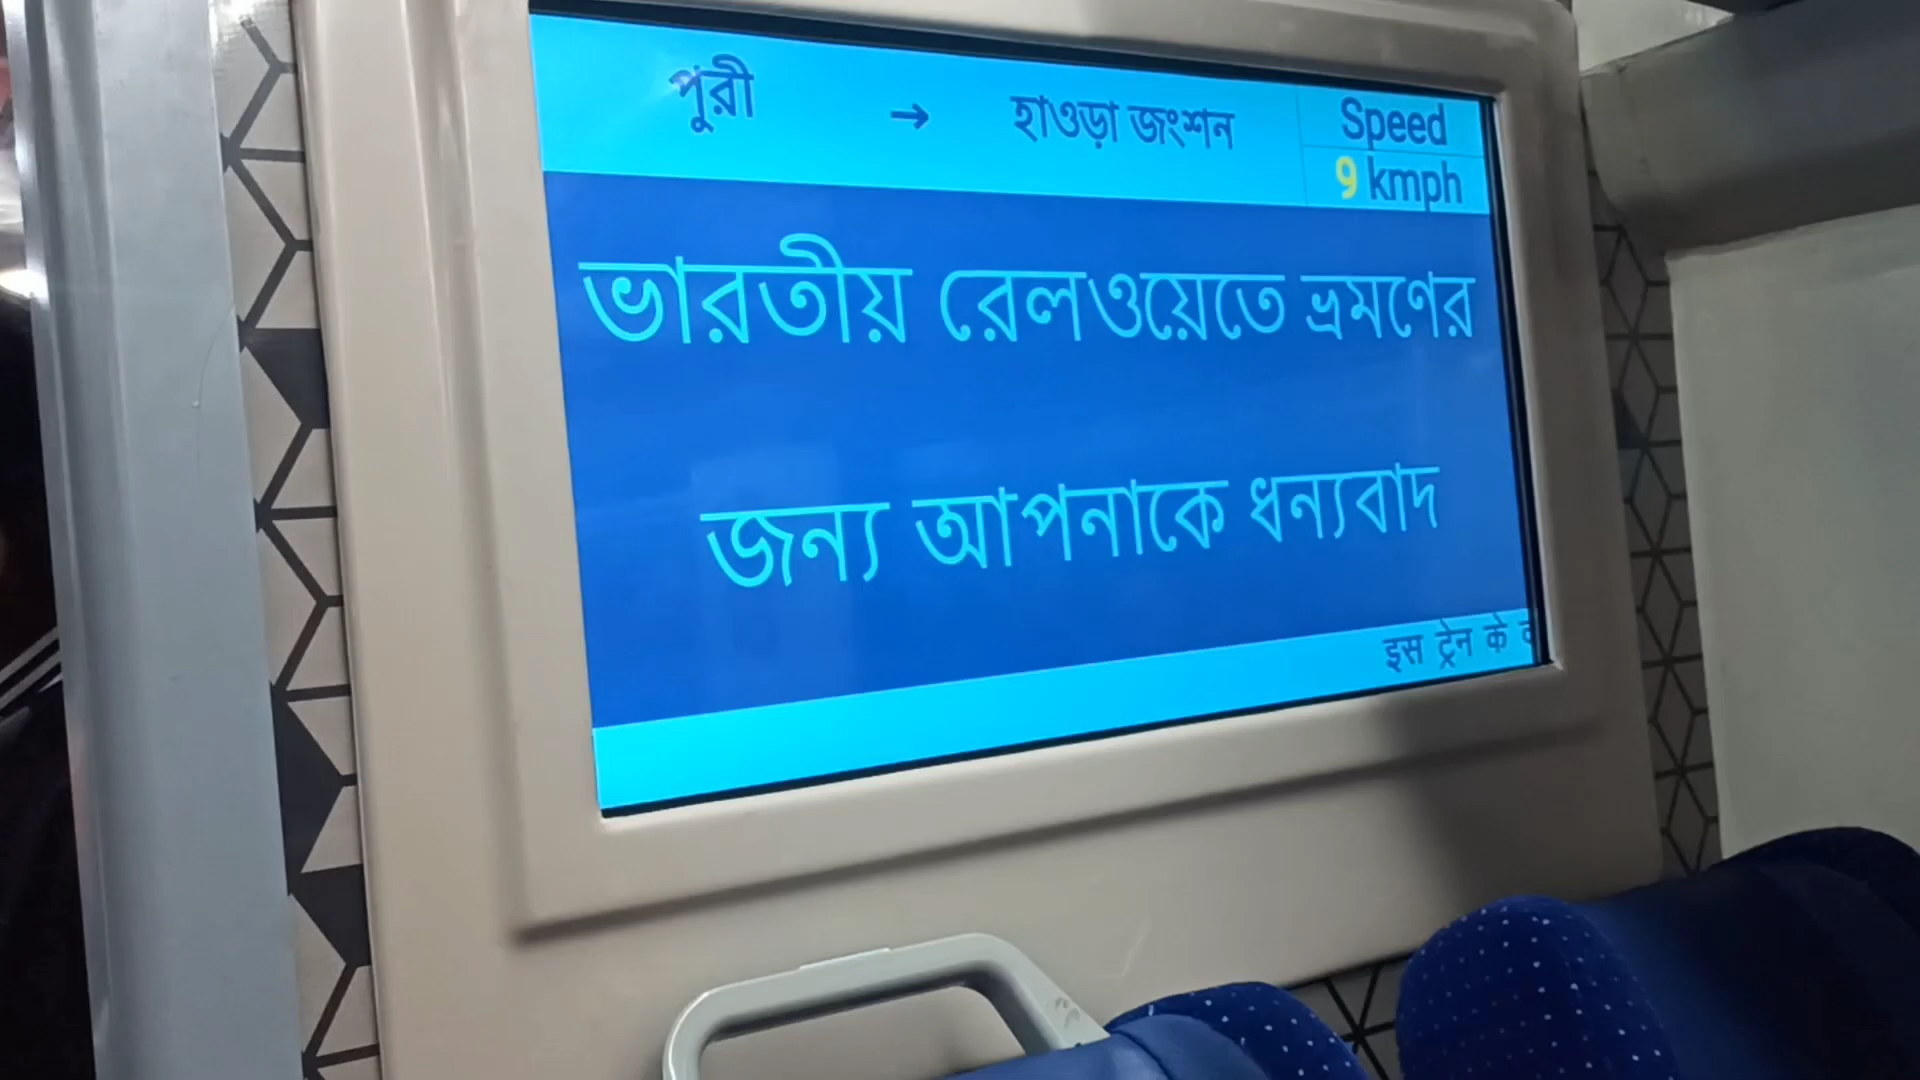 পুরী → হাওড়া জংশন
Speed
9 kmph
ভারতীয় রেলওয়েতে ভ্রমণের
জন্য আপনাকে ধন্যবাদ
इस ट्रेन के